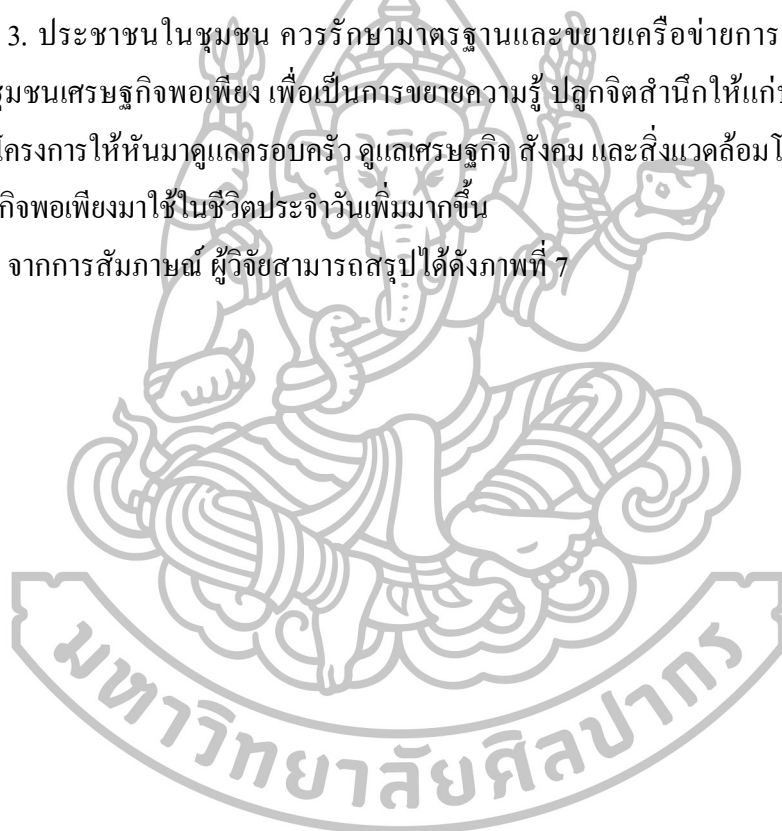 3. ประชาชนในชุมชน ควรรักษามาตรฐานและขยายเครือข่ายการ
ชุมชนเศรษฐกิจพอเพียง เพื่อเป็นการขยายความรู้ ปลูกจิตสำนึกให้แก่
โครงการให้หันมาดูแลครอบครัว ดูแลเศรษฐกิจ สังคม และสิ่งแวดล้อม
กิจพอเพียงมาใช้ในชีวิตประจำวันเพิ่มมากขึ้น
จากการสัมภาษณ์ ผู้วิจัยสามารถสรุปได้ดังภาพที่ 7
มหาวิทยาลัยศิลปากร